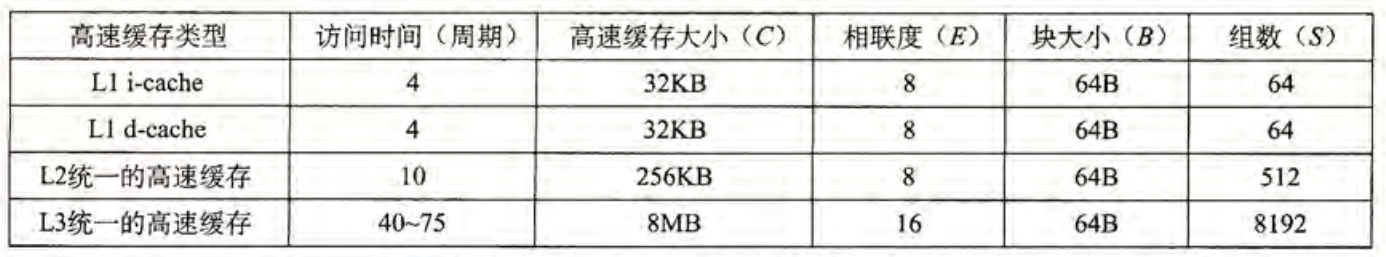 高速缓存类型 访问时间（周期） 高速缓存大小（C） 相联度（E） 块大小（B） 组数（S）
L1 i-cache 4 32KB 8 64B 64
L1 d-cache 4 32KB 8 64B 64
L2统一的高速缓存 10 256KB 8 64B 512
L3统一的高速缓存 40~75 8MB 16 64B 8192